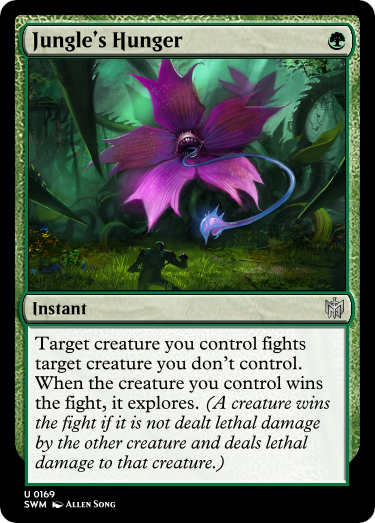 Jungle's Hunger
Instant
Target creature you control fights
target creature you don't control.
When the creature you control wins
the fight, it explores. (A creature wins
the fight if it is not dealt lethal damage
by the other creature and deals lethal
damage to that creature.)
U 0169
SWM Allen Song